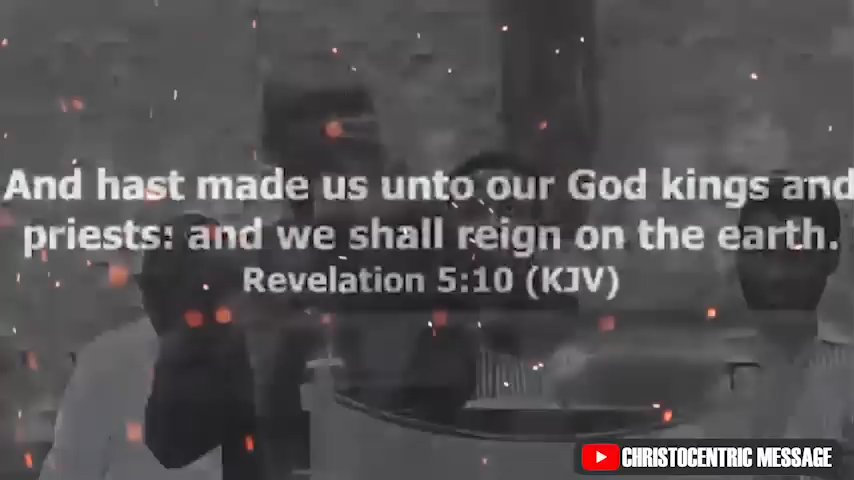 And hast made us unto our God kings and
priests: and we shall reign on the earth.
Revelation 5:10 (KJV)
CHRISTOCENTRIC MESSAGE